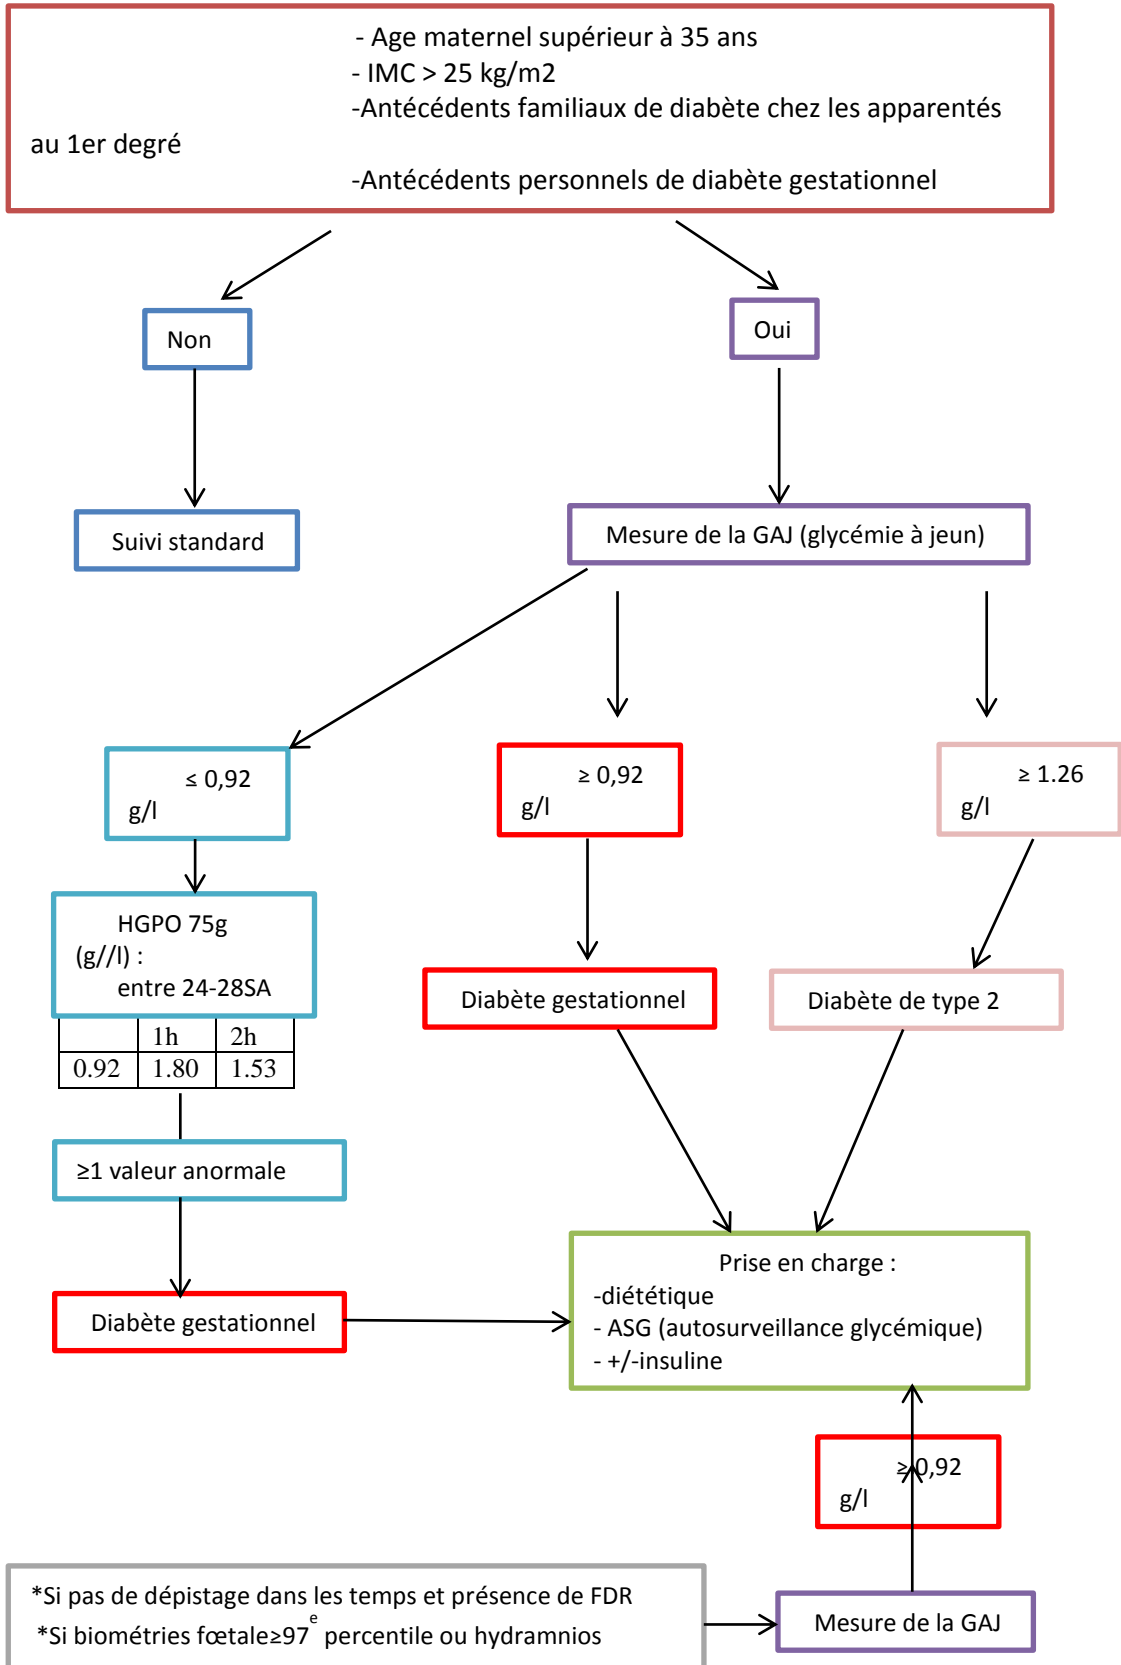 - Age maternel supérieur à 35 ans
- IMC > 25 kg/m2
-Antécédents familiaux de diabète chez les apparentés
au 1er degré
-Antécédents personnels de diabète gestationnel
Non
Oui
Suivi standard
Mesure de la GAJ (glycémie à jeun)
≤ 0,92
g/l
≥ 0,92
g/l
≥ 1.26
g/l
HGPO 75g
(g//l) :
entre 24-28SA
1h 2h
0.92 1.80 1.53
Diabète gestationnel
Diabète de type 2
≥1 valeur anormale
Diabète gestationnel
Prise en charge :
-diététique
- ASG (autosurveillance glycémique)
- +/-insuline
≥ 0,92
g/l
*Si pas de dépistage dans les temps et présence de FDR
*Si biométries fœtale≥97e percentile ou hydramnios
Mesure de la GAJ